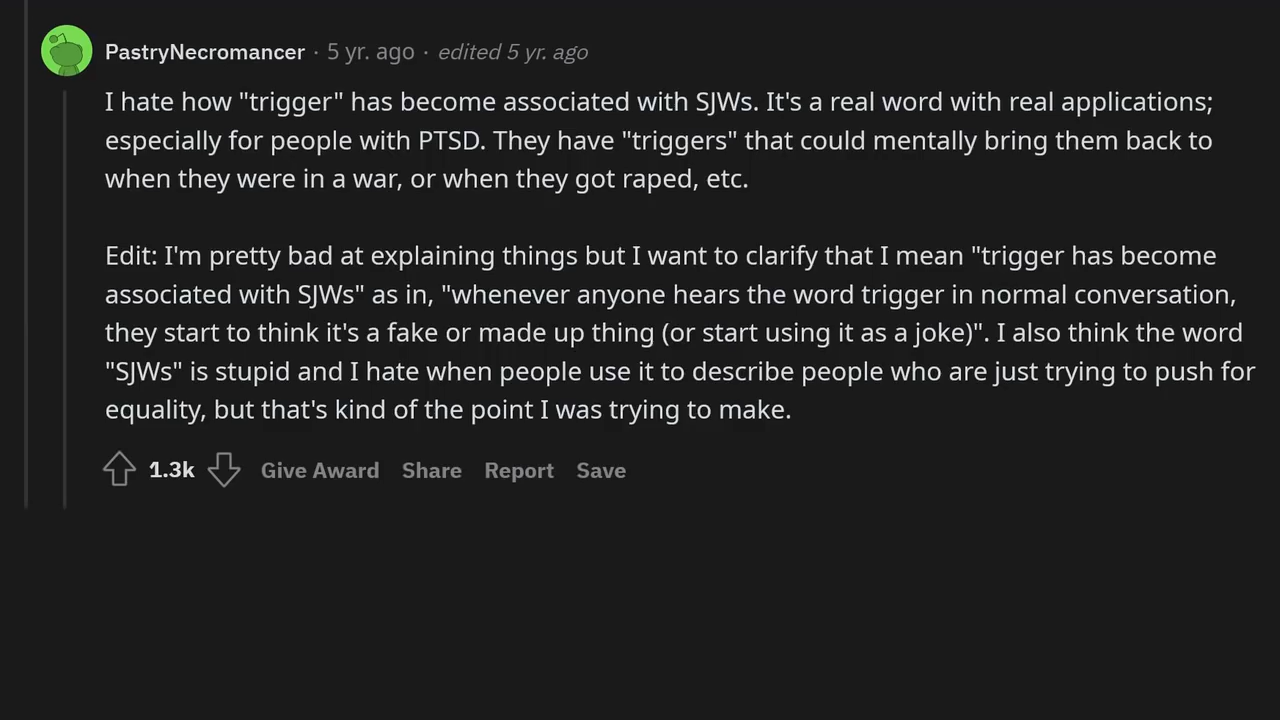 PastryNecromancer · 5 yr. ago · edited 5 yr. ago
I hate how "trigger" has become associated with SJWs. It's a real word with real applications;
especially for people with PTSD. They have "triggers" that could mentally bring them back to
when they were in a war, or when they got raped, etc.
Edit: I'm pretty bad at explaining things but I want to clarify that I mean "trigger has become
associated with SJWs" as in, "whenever anyone hears the word trigger in normal conversation,
they start to think it's a fake or made up thing (or start using it as a joke)". I also think the word
"SJWs" is stupid and I hate when people use it to describe people who are just trying to push for
equality, but that's kind of the point I was trying to make.
1.3k Give Award Share Report Save